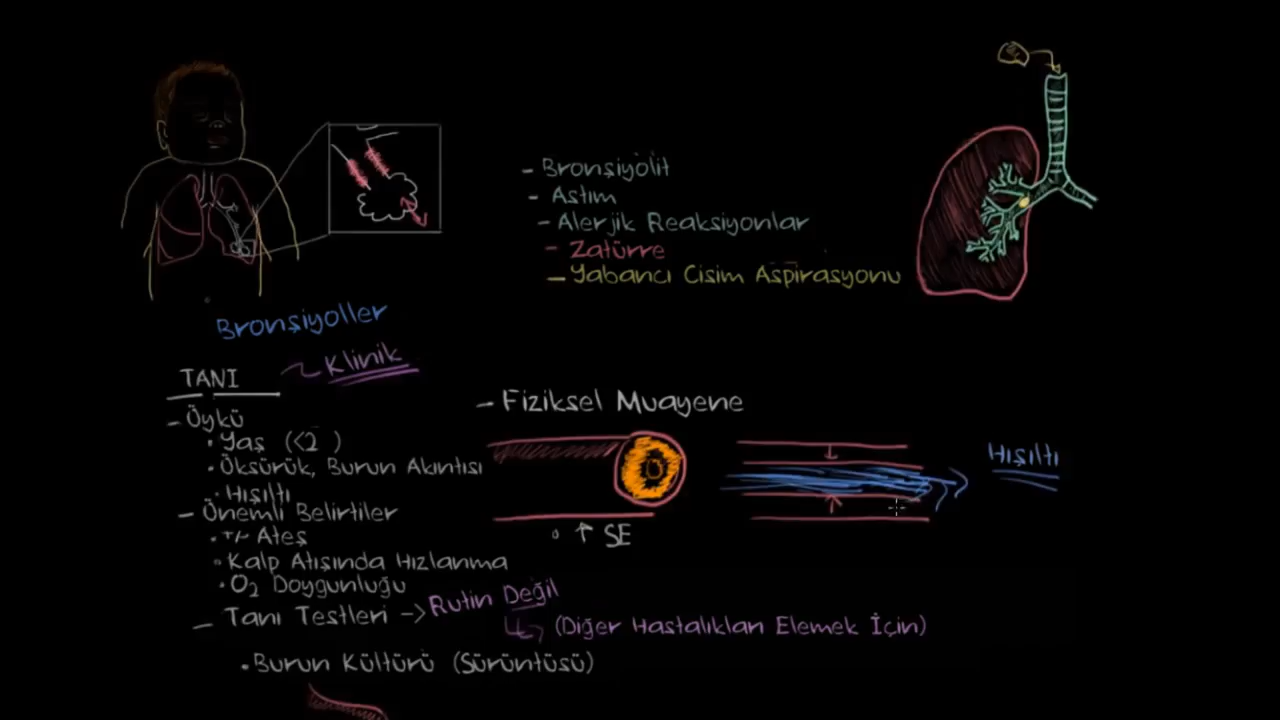 - Bronşiyolit
- Astım
- Alerjik Reaksiyonlar
- Zatürre
- Yabancı Cisim Aspirasyonu
Bronşiyoller
Klinik
TANI
- Öykü
• Yaş (<2)
• Öksürük, Burun Akıntısı
• Hışıltı
- Önemli Belirtiler
• +/- Ateş
• Kalp Atışında Hızlanma
• O₂ Doygunluğu
- Tanı Testleri -> Rutin Değil
(Diğer Hastalıkları Elemek İçin)
• Burun Kültürü (Sürüntüsü)
- Fiziksel Muayene
• ↑ SE
Hışıltı